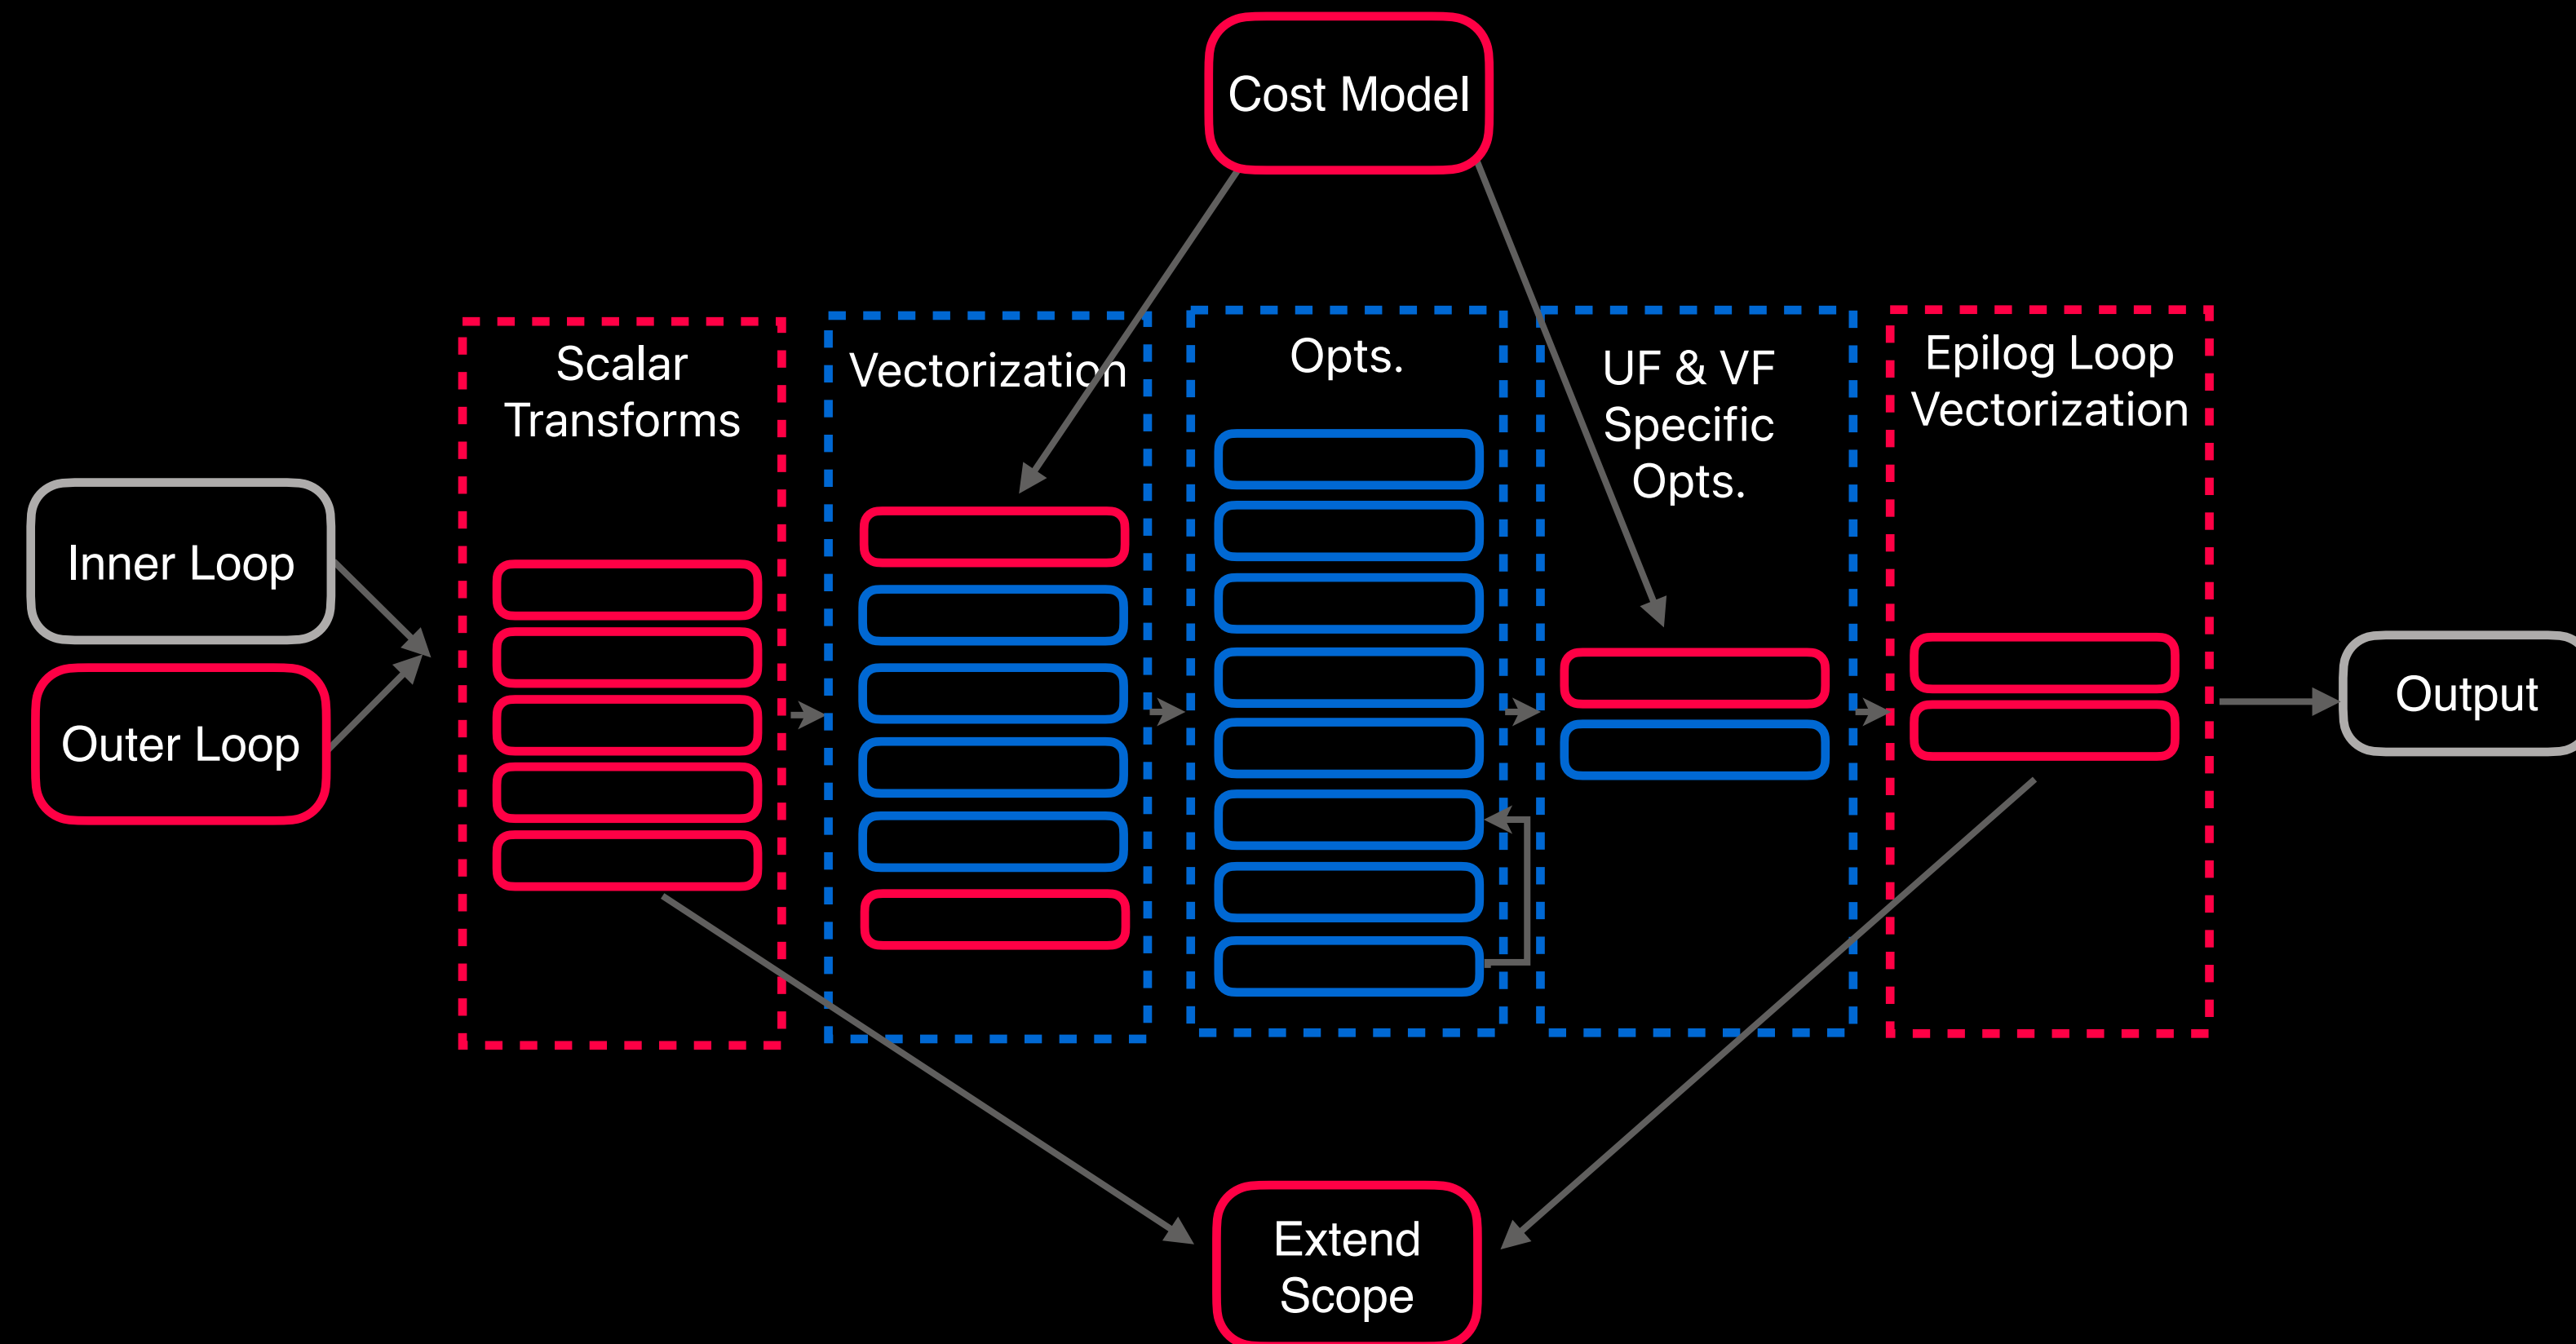 Cost Model
Scalar
Transforms
Vectorization
Opts.
UF & VF
Specific
Opts.
Epilog Loop
Vectorization
Inner Loop
Outer Loop
Output
Extend
Scope